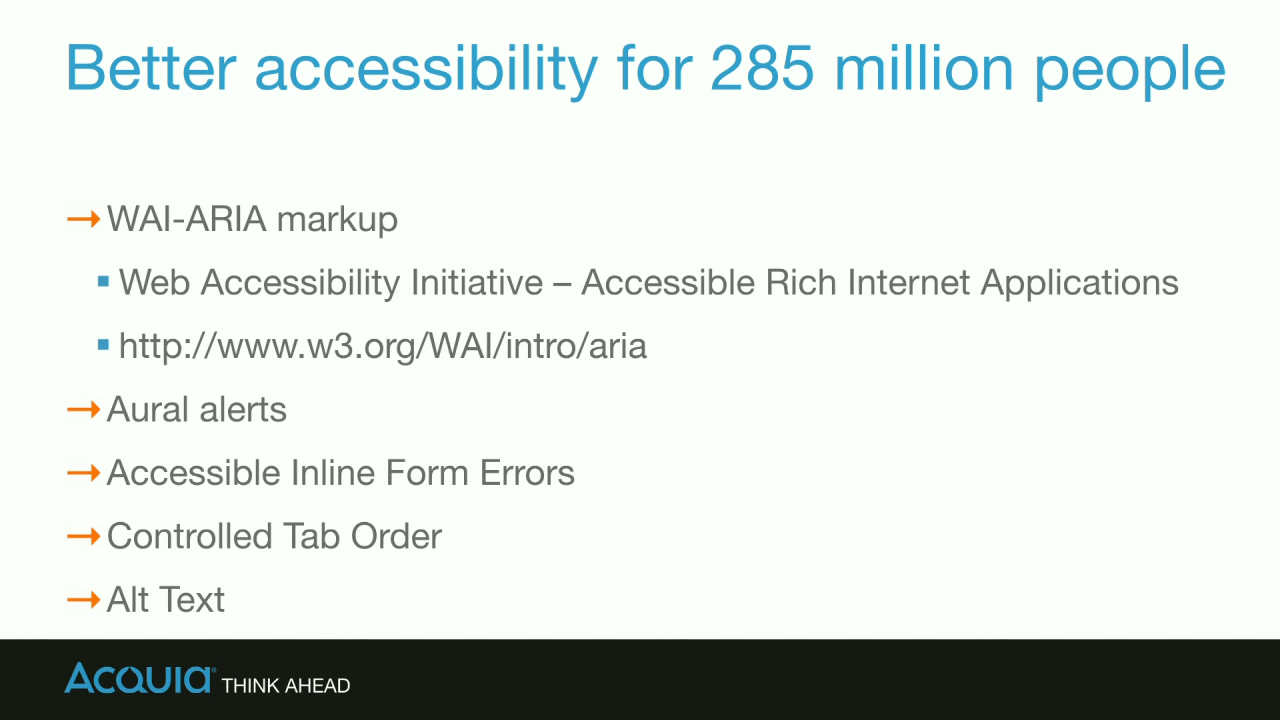 Better accessibility for 285 million people
→ WAI-ARIA markup
▪ Web Accessibility Initiative – Accessible Rich Internet Applications
▪ http://www.w3.org/WAI/intro/aria
→ Aural alerts
→ Accessible Inline Form Errors
→ Controlled Tab Order
→ Alt Text
ACQUIA® THINK AHEAD